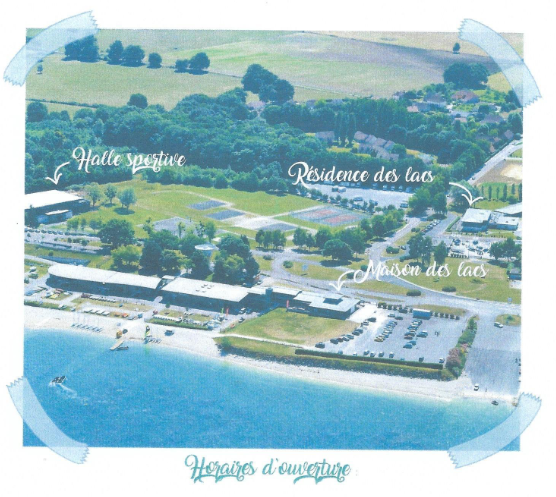 Halle sportive
Résidence des lacs
Maison des lacs
Horaires d'ouverture